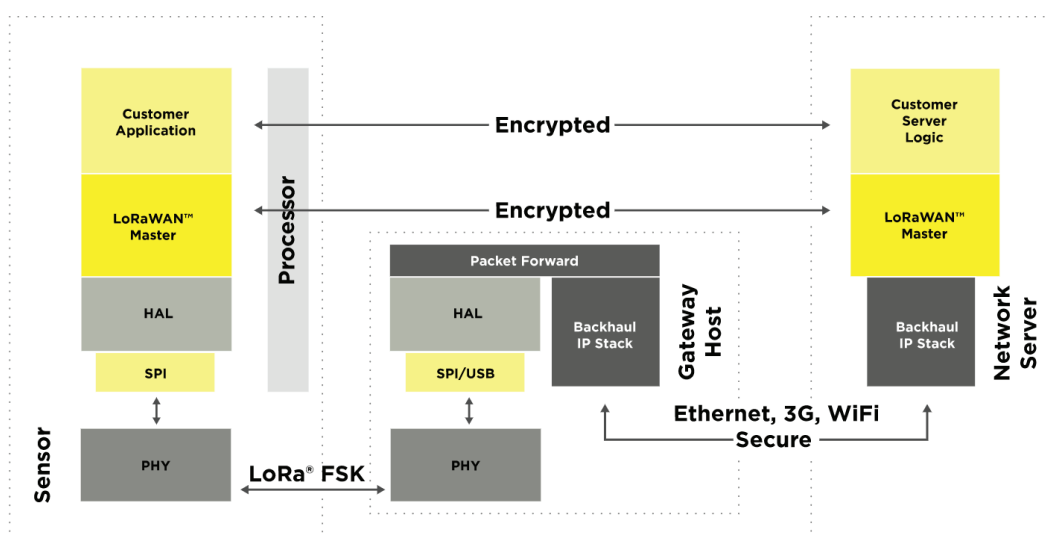 Customer
Application
LoRaWAN™
Master
HAL
SPI
PHY
Sensor
Processor
Encrypted
Encrypted
LoRa® FSK
Packet Forward
HAL
SPI/USB
PHY
Backhaul
IP Stack
Gateway
Host
Ethernet, 3G, WiFi
Secure
Customer
Server
Logic
LoRaWAN™
Master
Backhaul
IP Stack
Network
Server